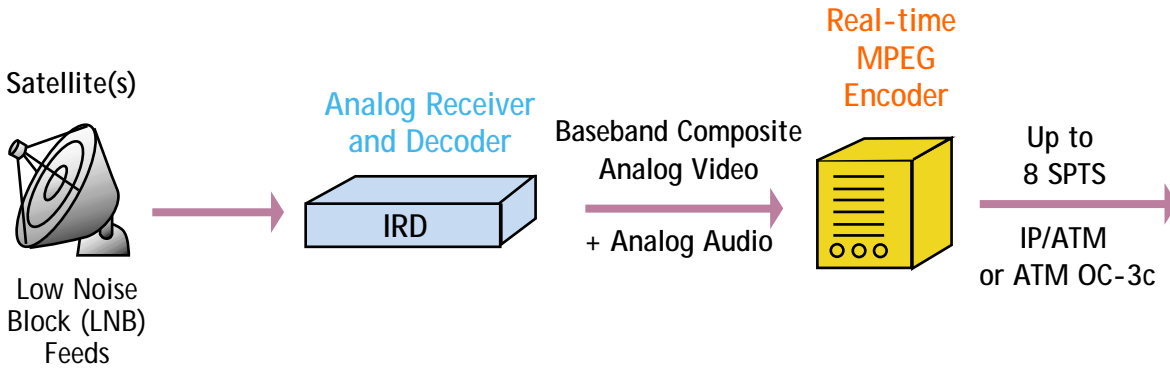 Satellite(s)
Low Noise
Block (LNB)
Feeds
Analog Receiver
and Decoder
IRD
Baseband Composite
Analog Video
+ Analog Audio
Real-time
MPEG
Encoder
Up to
8 SPTS
IP/ATM
or ATM OC-3c